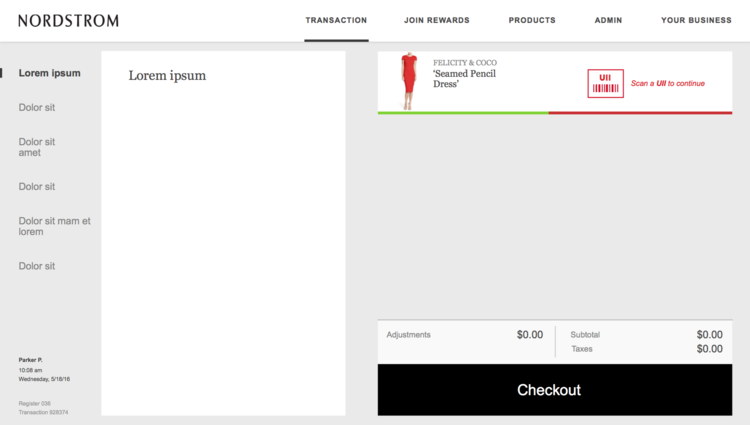 NORDSTROM
TRANSACTION
JOIN REWARDS
PRODUCTS
ADMIN
YOUR BUSINESS
Lorem ipsum
Dolor sit
Dolor sit
amet
Dolor sit
Dolor sit mam et
lorem
Dolor sit
Parker P.
10:08 am
Wednesday, 5/18/16
Register 036
Transaction 928374
Lorem ipsum
FELICITY & COCO
'Seamed Pencil
Dress'
UII
Scan a UII to continue
Adjustments $0.00
Subtotal $0.00
Taxes $0.00
Checkout